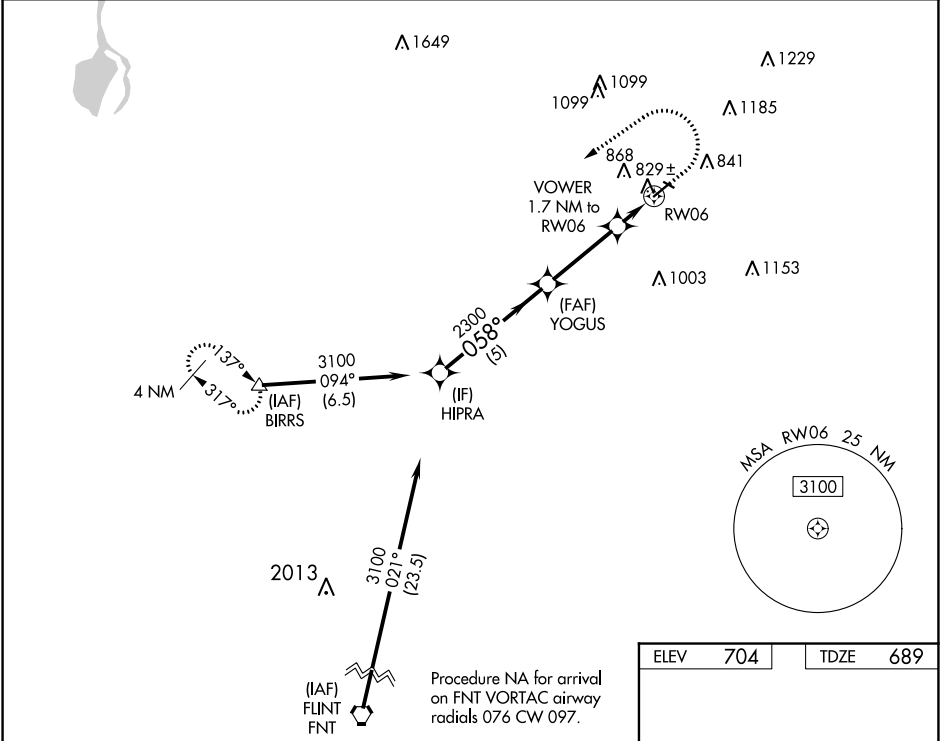 1649
1229
1099
1099
1185
868
829 ±
841
VOWER
1.7 NM to
RW06
RW06
1003
1153
(FAF)
YOGUS
2300
058°
(5)
137°
317°
4 NM
3100
094°
(6.5)
(IAF)
BIRRS
(IF)
HIPRA
MSA RW06 25 NM
3100
3100
021°
(23.5)
2013
(IAF)
FLINT
FNT
Procedure NA for arrival
on FNT VORTAC airway
radials 076 CW 097.
ELEV 704
TDZE 689